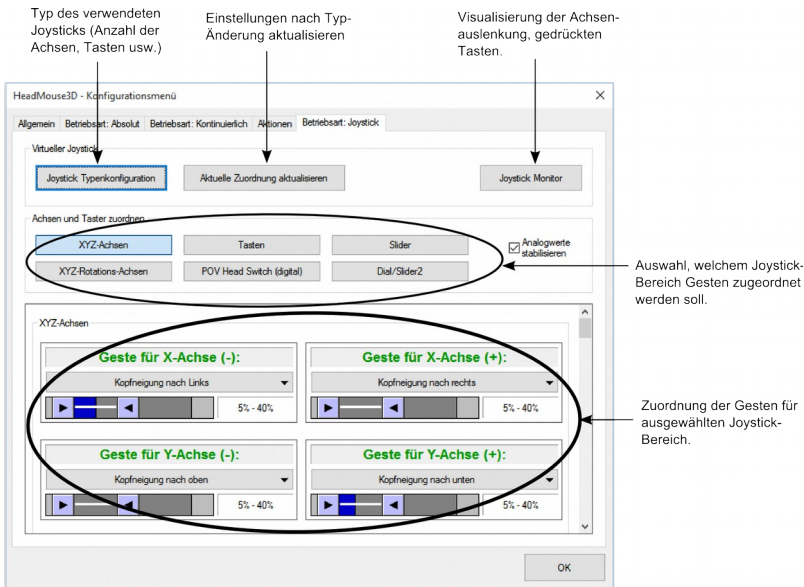 Typ des verwendeten
Joysticks (Anzahl der
Achsen, Tasten usw.)
Einstellungen nach Typ-
Änderung aktualisieren
Visualisierung der Achsen-
auslenkung, gedrückten
Tasten.
HeadMouse3D - Konfigurationsmenü
Allgemein Betriebsart: Absolut Betriebsart: Kontinuierlich Aktionen Betriebsart: Joystick
Virtueller Joystick
Joystick Typenkonfiguration Aktuelle Zuordnung aktualisieren Joystick Monitor
Achsen und Taster zuordnen
XYZ-Achsen Tasten Slider
Analogwerte
stabilisieren
XYZ-Rotations-Achsen POV Head Switch (digital) Dial/Slider2
Auswahl, welchem Joystick-
Bereich Gesten zugeordnet
werden soll.
XYZ-Achsen
Geste für X-Achse (-): Geste für X-Achse (+):
Kopfneigung nach Links Kopfneigung nach rechts
5% - 40% 5% - 40%
Zuordnung der Gesten für
ausgewählten Joystick-
Bereich.
Geste für Y-Achse (-): Geste für Y-Achse (+):
Kopfneigung nach oben Kopfneigung nach unten
5% - 40% 5% - 40%
OK